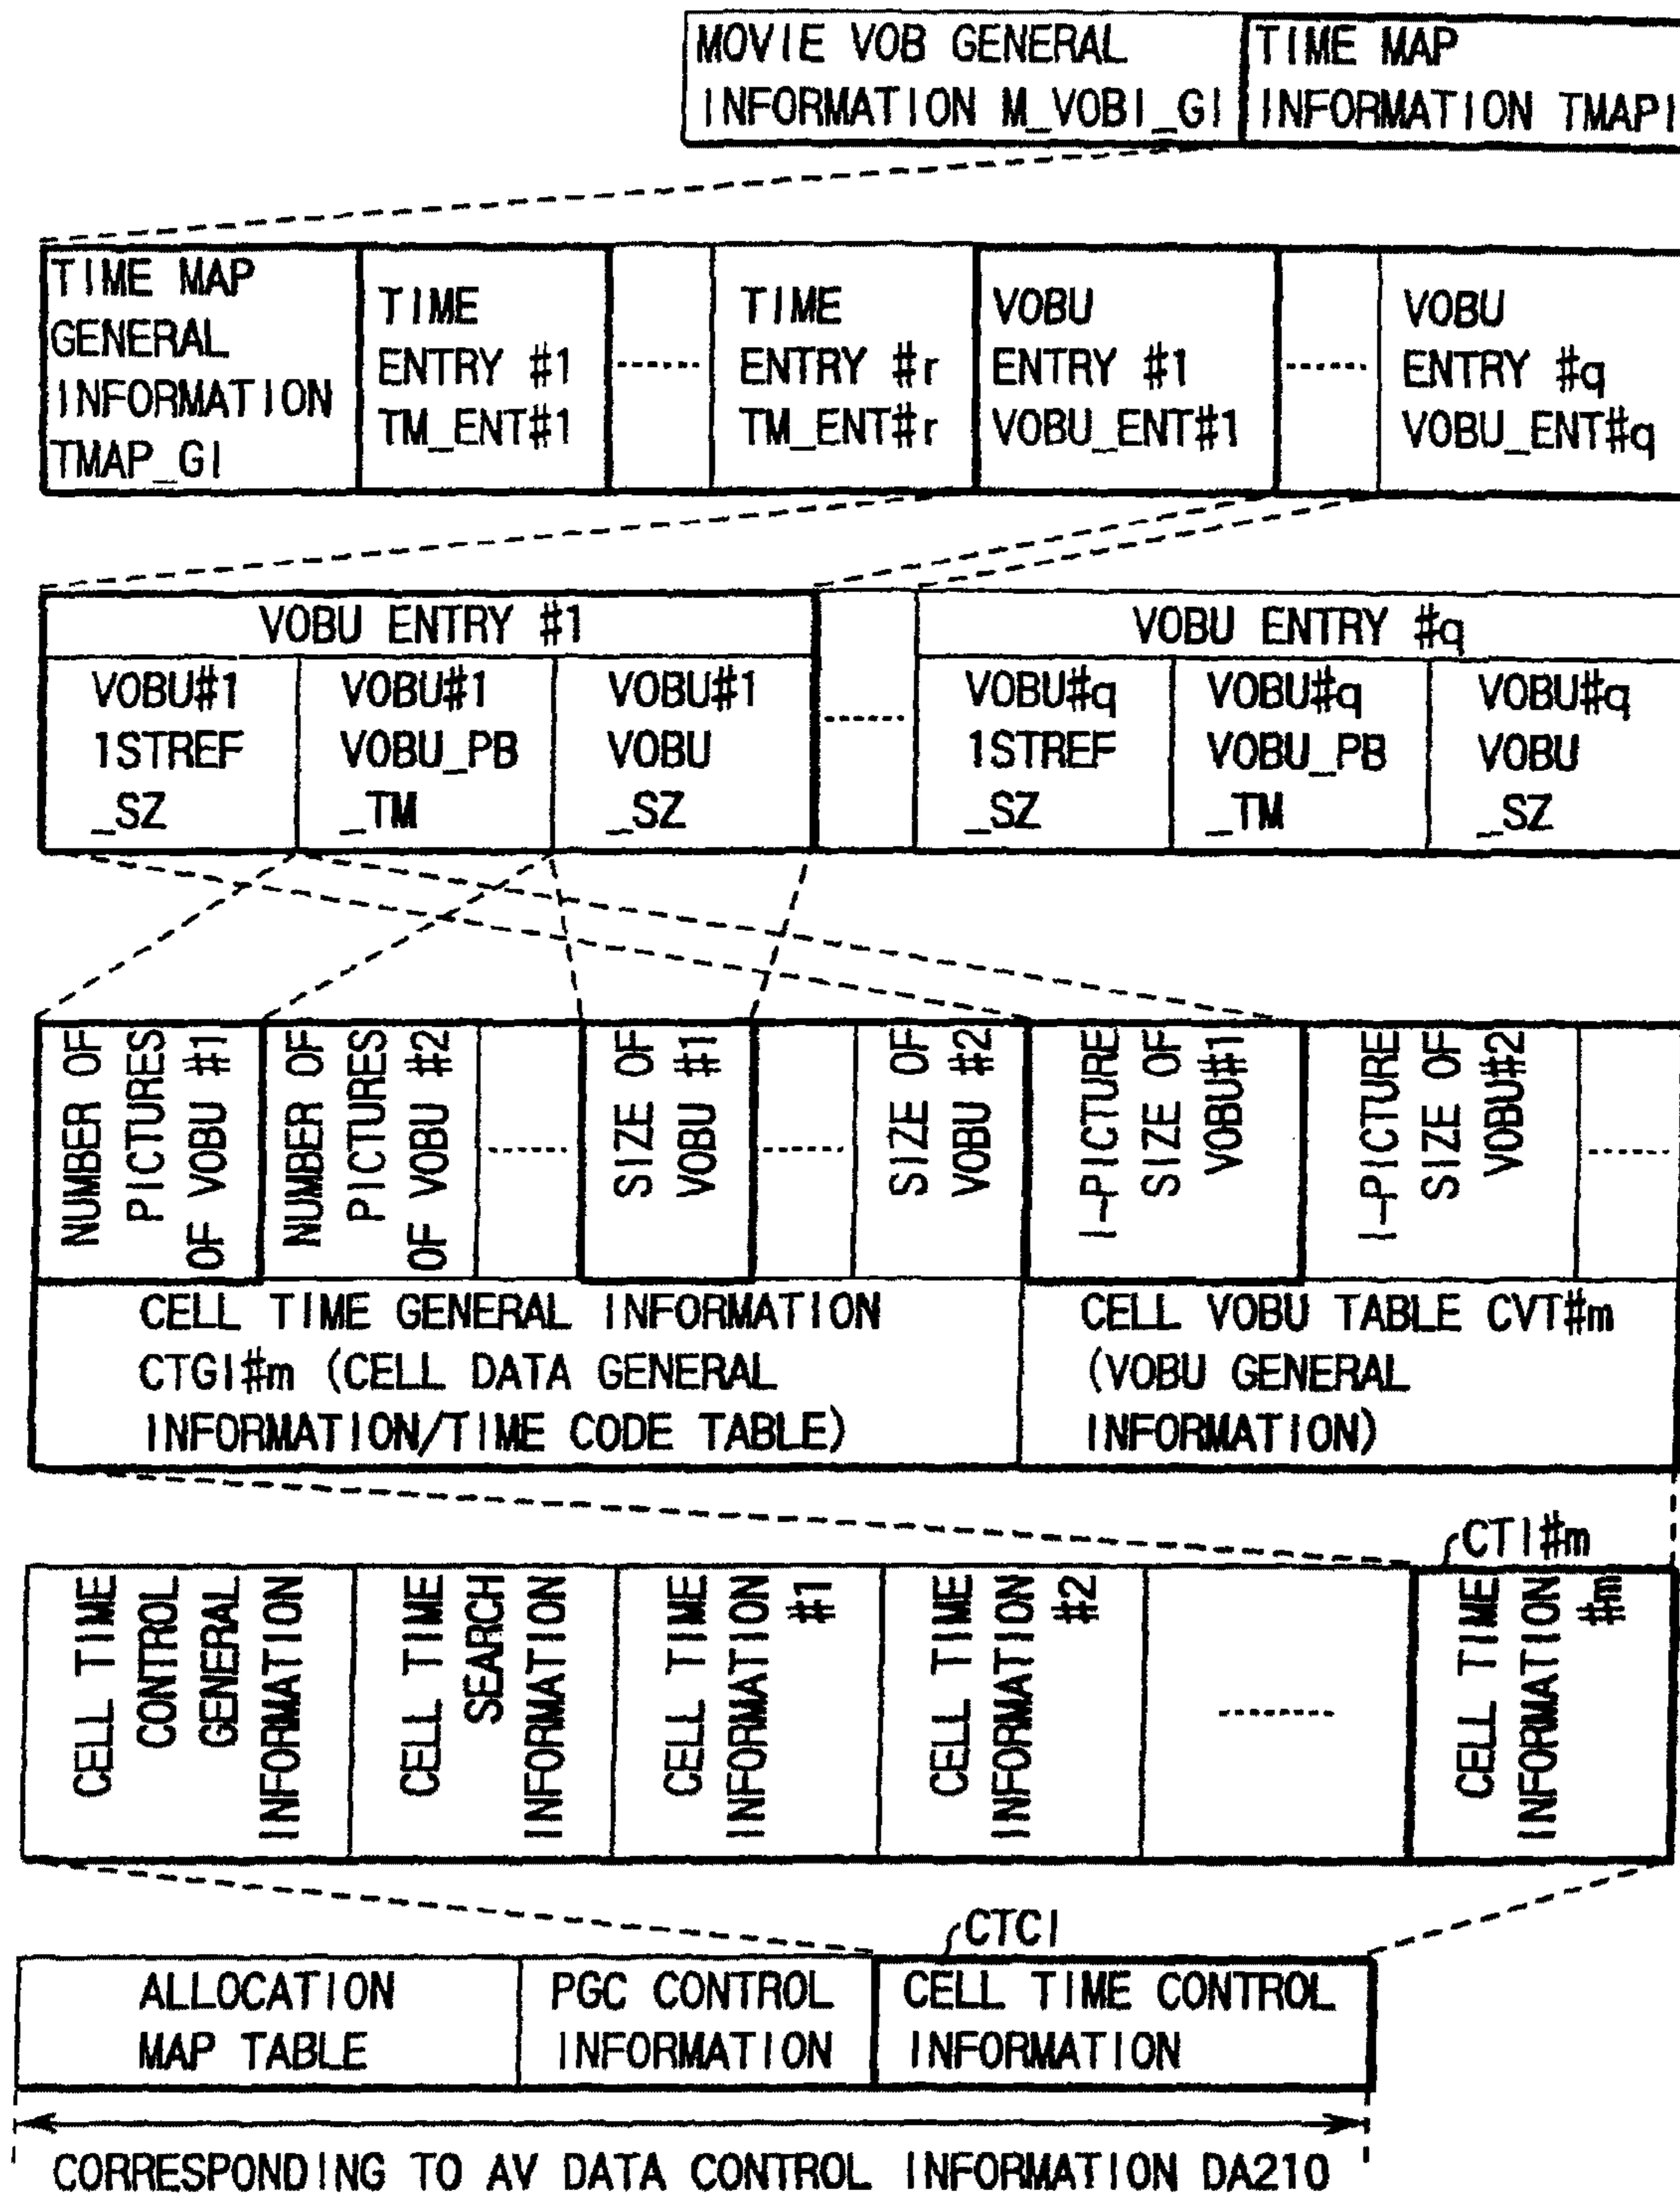 MOVIE VOB GENERAL
INFORMATION M_VOBI_GI
TIME MAP
INFORMATION TMAPI
TIME MAP
GENERAL
INFORMATION
TMAP_GI
TIME
ENTRY #1
TM_ENT#1
TIME
ENTRY #r
TM_ENT#r
VOBU
ENTRY #1
VOBU_ENT#1
VOBU
ENTRY #q
VOBU_ENT#q
VOBU ENTRY #1
VOBU#1
1STREF
_SZ
VOBU#1
VOBU_PB
_TM
VOBU#1
VOBU
_SZ
VOBU ENTRY #q
VOBU#q
1STREF
_SZ
VOBU#q
VOBU_PB
_TM
VOBU#q
VOBU
_SZ
NUMBER OF
PICTURES
OF VOBU #1
NUMBER OF
PICTURES
OF VOBU #2
SIZE OF
VOBU #1
SIZE OF
VOBU #2
I-PICTURE
SIZE OF
VOBU#1
I-PICTURE
SIZE OF
VOBU#2
CELL TIME GENERAL INFORMATION
CTGI#m (CELL DATA GENERAL
INFORMATION/TIME CODE TABLE)
CELL VOBU TABLE CVT#m
(VOBU GENERAL
INFORMATION)
CTI#m
CELL TIME
CONTROL
GENERAL
INFORMATION
CELL TIME
SEARCH
INFORMATION
CELL TIME
INFORMATION
#1
CELL TIME
INFORMATION
#2
CELL TIME
INFORMATION
#m
CTCI
ALLOCATION
MAP TABLE
PGC CONTROL
INFORMATION
CELL TIME CONTROL
INFORMATION
CORRESPONDING TO AV DATA CONTROL INFORMATION DA210